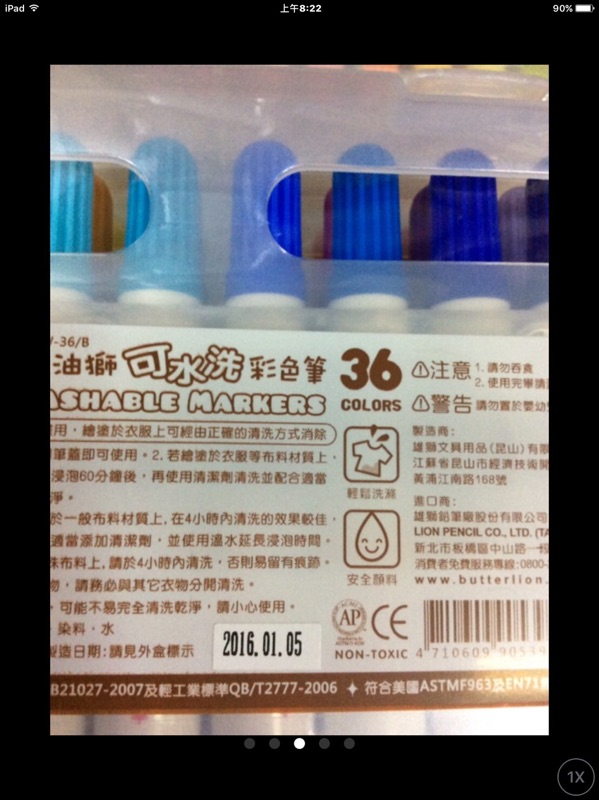 iPad
上午8:22
90%
-36/B
油獅 可水洗 彩色筆
ASHABLE MARKERS
36
COLORS
注意 1. 請勿吞食
2. 使用完畢請
警告 請勿置於嬰幼
用，繪塗於衣服上可經由正確的清洗方式消除
筆蓋即可使用。2. 若繪塗於衣服等布料材質上，
浸泡60分鐘後，再使用清潔劑清洗並配合適當
淨。
於一般布料材質上，在4小時內清洗的效果較佳，
適當添加清潔劑，並使用溫水延長浸泡時間。
布料上，請於4小時內清洗，否則易留有痕跡。
，請務必與其它衣物分開清洗。
，可能不易完全清洗乾淨，請小心使用。
染料，水
製造日期：請見外盒標示
2016.01.05
輕鬆洗滌
安全顏料
製造商：
雄獅文具用品(昆山)有限
江蘇省昆山市經濟技術開
黃浦江南路168號
進口商：
雄獅鉛筆廠股份有限公司
LION PENCIL CO., LTD. (TA
新北市板橋區中山路一段
消費者免費服務專線:0800-
www.butterlion.
AP
CE
NON-TOXIC
4 710609 90539
B21027-2007及輕工業標準QB/T2777-2006 ✦ 符合美國ASTMF963及EN71
1X